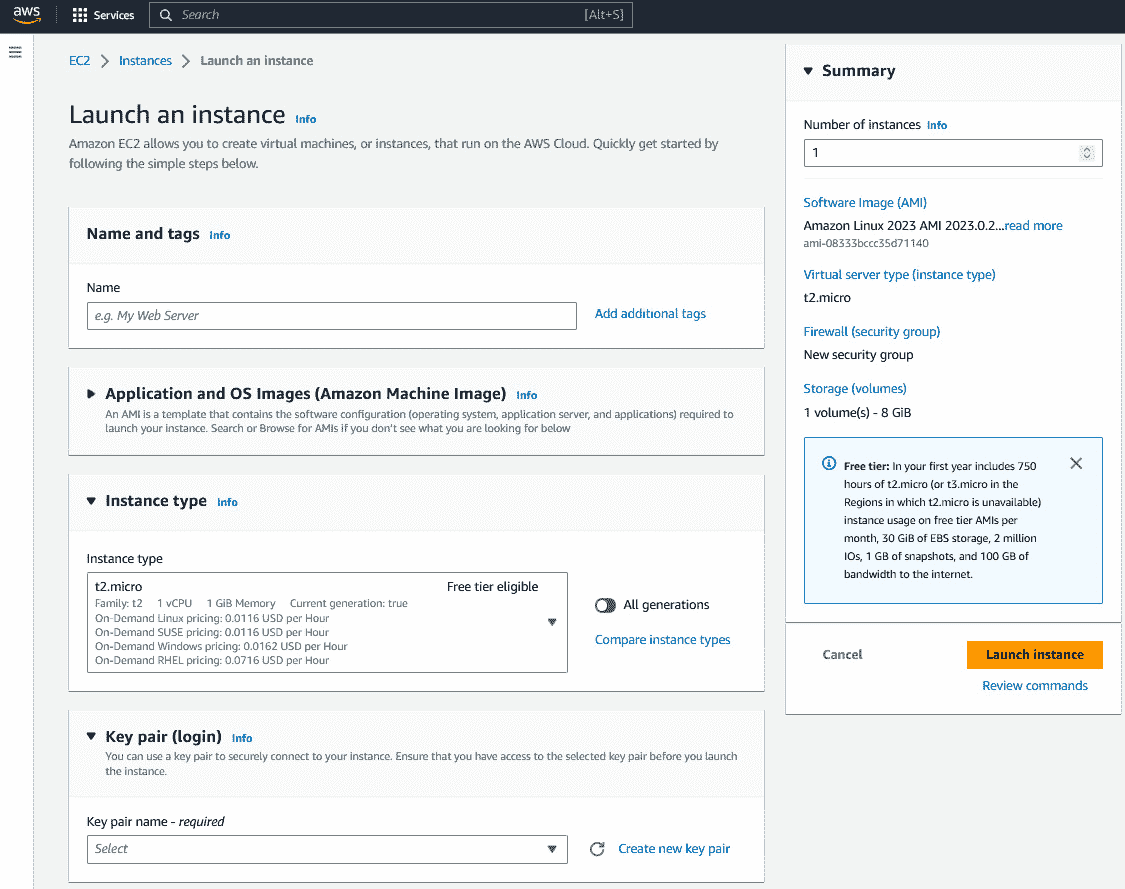 aws
Services
Search
[Alt+S]
EC2
Instances
Launch an instance
Launch an instance Info
Amazon EC2 allows you to create virtual machines, or instances, that run on the AWS Cloud. Quickly get started by
following the simple steps below.
Name and tags Info
Name
e.g. My Web Server
Add additional tags
Application and OS Images (Amazon Machine Image) Info
An AMI is a template that contains the software configuration (operating system, application server, and applications) required to
launch your instance. Search or Browse for AMIs if you don't see what you are looking for below
Instance type Info
Instance type
t2.micro Free tier eligible
Family: t2 1 vCPU 1 GiB Memory Current generation: true
On-Demand Linux pricing: 0.0116 USD per Hour
On-Demand SUSE pricing: 0.0116 USD per Hour
On-Demand Windows pricing: 0.0162 USD per Hour
On-Demand RHEL pricing: 0.0716 USD per Hour
All generations
Compare instance types
Key pair (login) Info
You can use a key pair to securely connect to your instance. Ensure that you have access to the selected key pair before you launch
the instance.
Key pair name - required
Select
Create new key pair
Summary
Number of instances Info
1
Software Image (AMI)
Amazon Linux 2023 AMI 2023.0.2...read more
ami-08333bccc35d71140
Virtual server type (instance type)
t2.micro
Firewall (security group)
New security group
Storage (volumes)
1 volume(s) - 8 GiB
Free tier: In your first year includes 750
hours of t2.micro (or t3.micro in the
Regions in which t2.micro is unavailable)
instance usage on free tier AMIs per
month, 30 GiB of EBS storage, 2 million
IOs, 1 GB of snapshots, and 100 GB of
bandwidth to the internet.
Cancel
Launch instance
Review commands